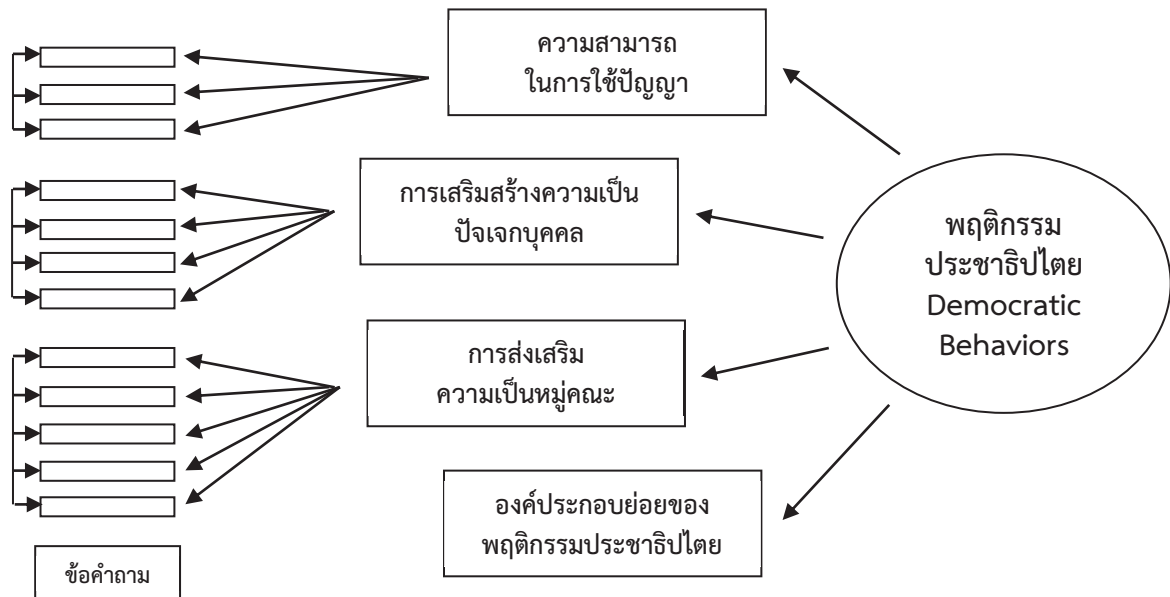 ความสามารถ
ในการใช้ปัญญา
การเสริมสร้างความเป็น
ปัจเจกบุคคล
พฤติกรรม
ประชาธิปไตย
Democratic
Behaviors
การส่งเสริม
ความเป็นหมู่คณะ
องค์ประกอบย่อยของ
พฤติกรรมประชาธิปไตย
ข้อคำถาม